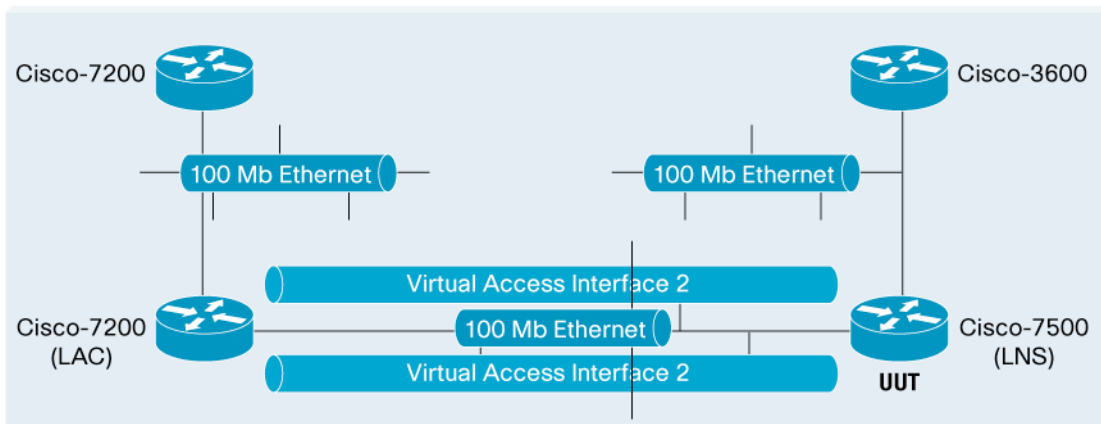 Cisco-7200
Cisco-3600
100 Mb Ethernet
100 Mb Ethernet
Virtual Access Interface 2
Cisco-7200
(LAC)
100 Mb Ethernet
Cisco-7500
(LNS)
Virtual Access Interface 2
UUT